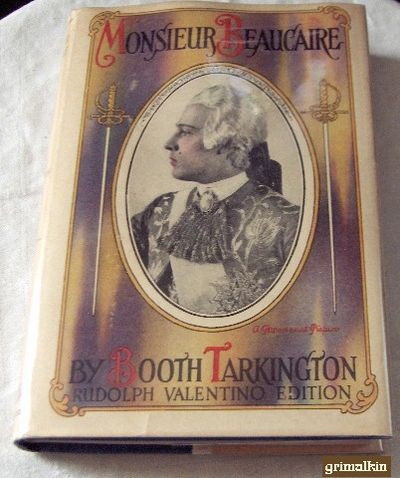 MONSIEUR BEAUCAIRE
A Paramount Picture
BY BOOTH TARKINGTON
RUDOLPH VALENTINO EDITION
grimalkin